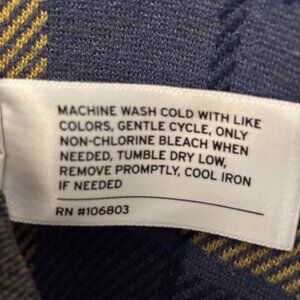 MACHINE WASH COLD WITH LIKE
COLORS, GENTLE CYCLE, ONLY
NON-CHLORINE BLEACH WHEN
NEEDED, TUMBLE DRY LOW,
REMOVE PROMPTLY, COOL IRON
IF NEEDED
RN #106803